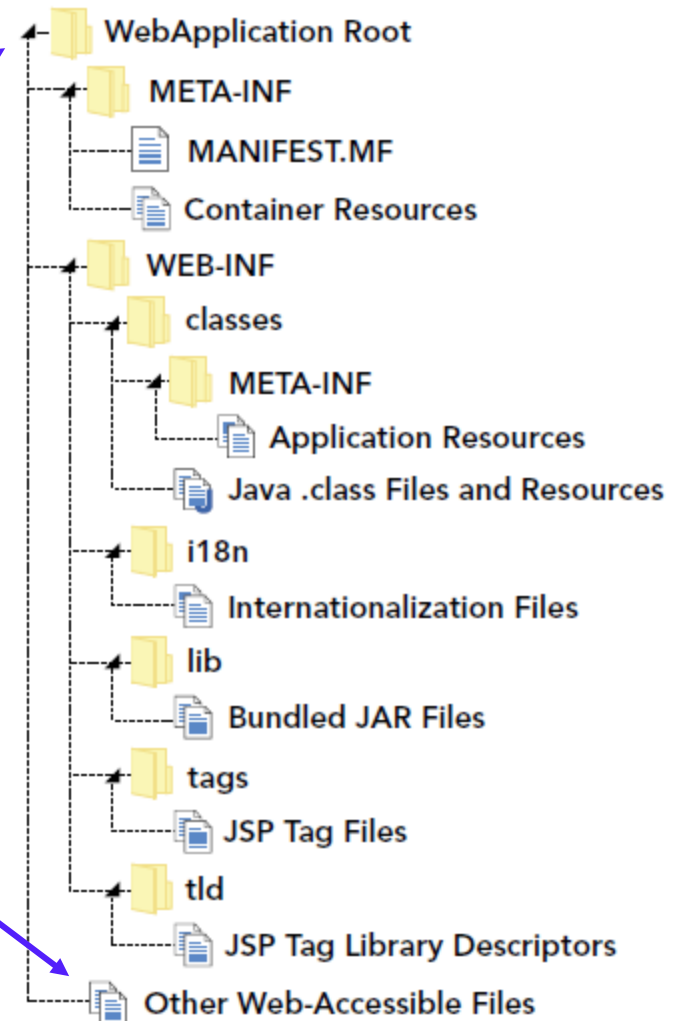 WebApplication Root
META-INF
MANIFEST.MF
Container Resources
WEB-INF
classes
META-INF
Application Resources
Java .class Files and Resources
i18n
Internationalization Files
lib
Bundled JAR Files
tags
JSP Tag Files
tld
JSP Tag Library Descriptors
Other Web-Accessible Files